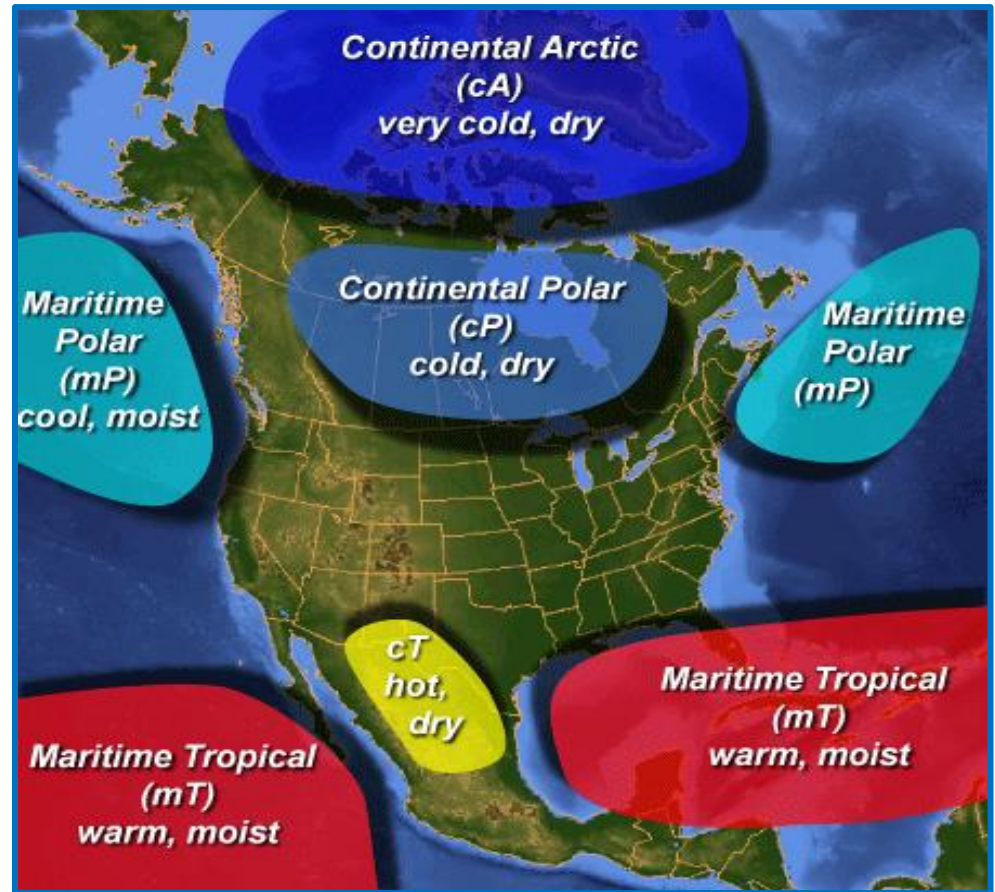 Continental Arctic
(cA)
very cold, dry
Maritime
Polar
(mP)
cool, moist
Continental Polar
(cP)
cold, dry
Maritime
Polar
(mP)
cT
hot,
dry
Maritime Tropical
(mT)
warm, moist
Maritime Tropical
(mT)
warm, moist